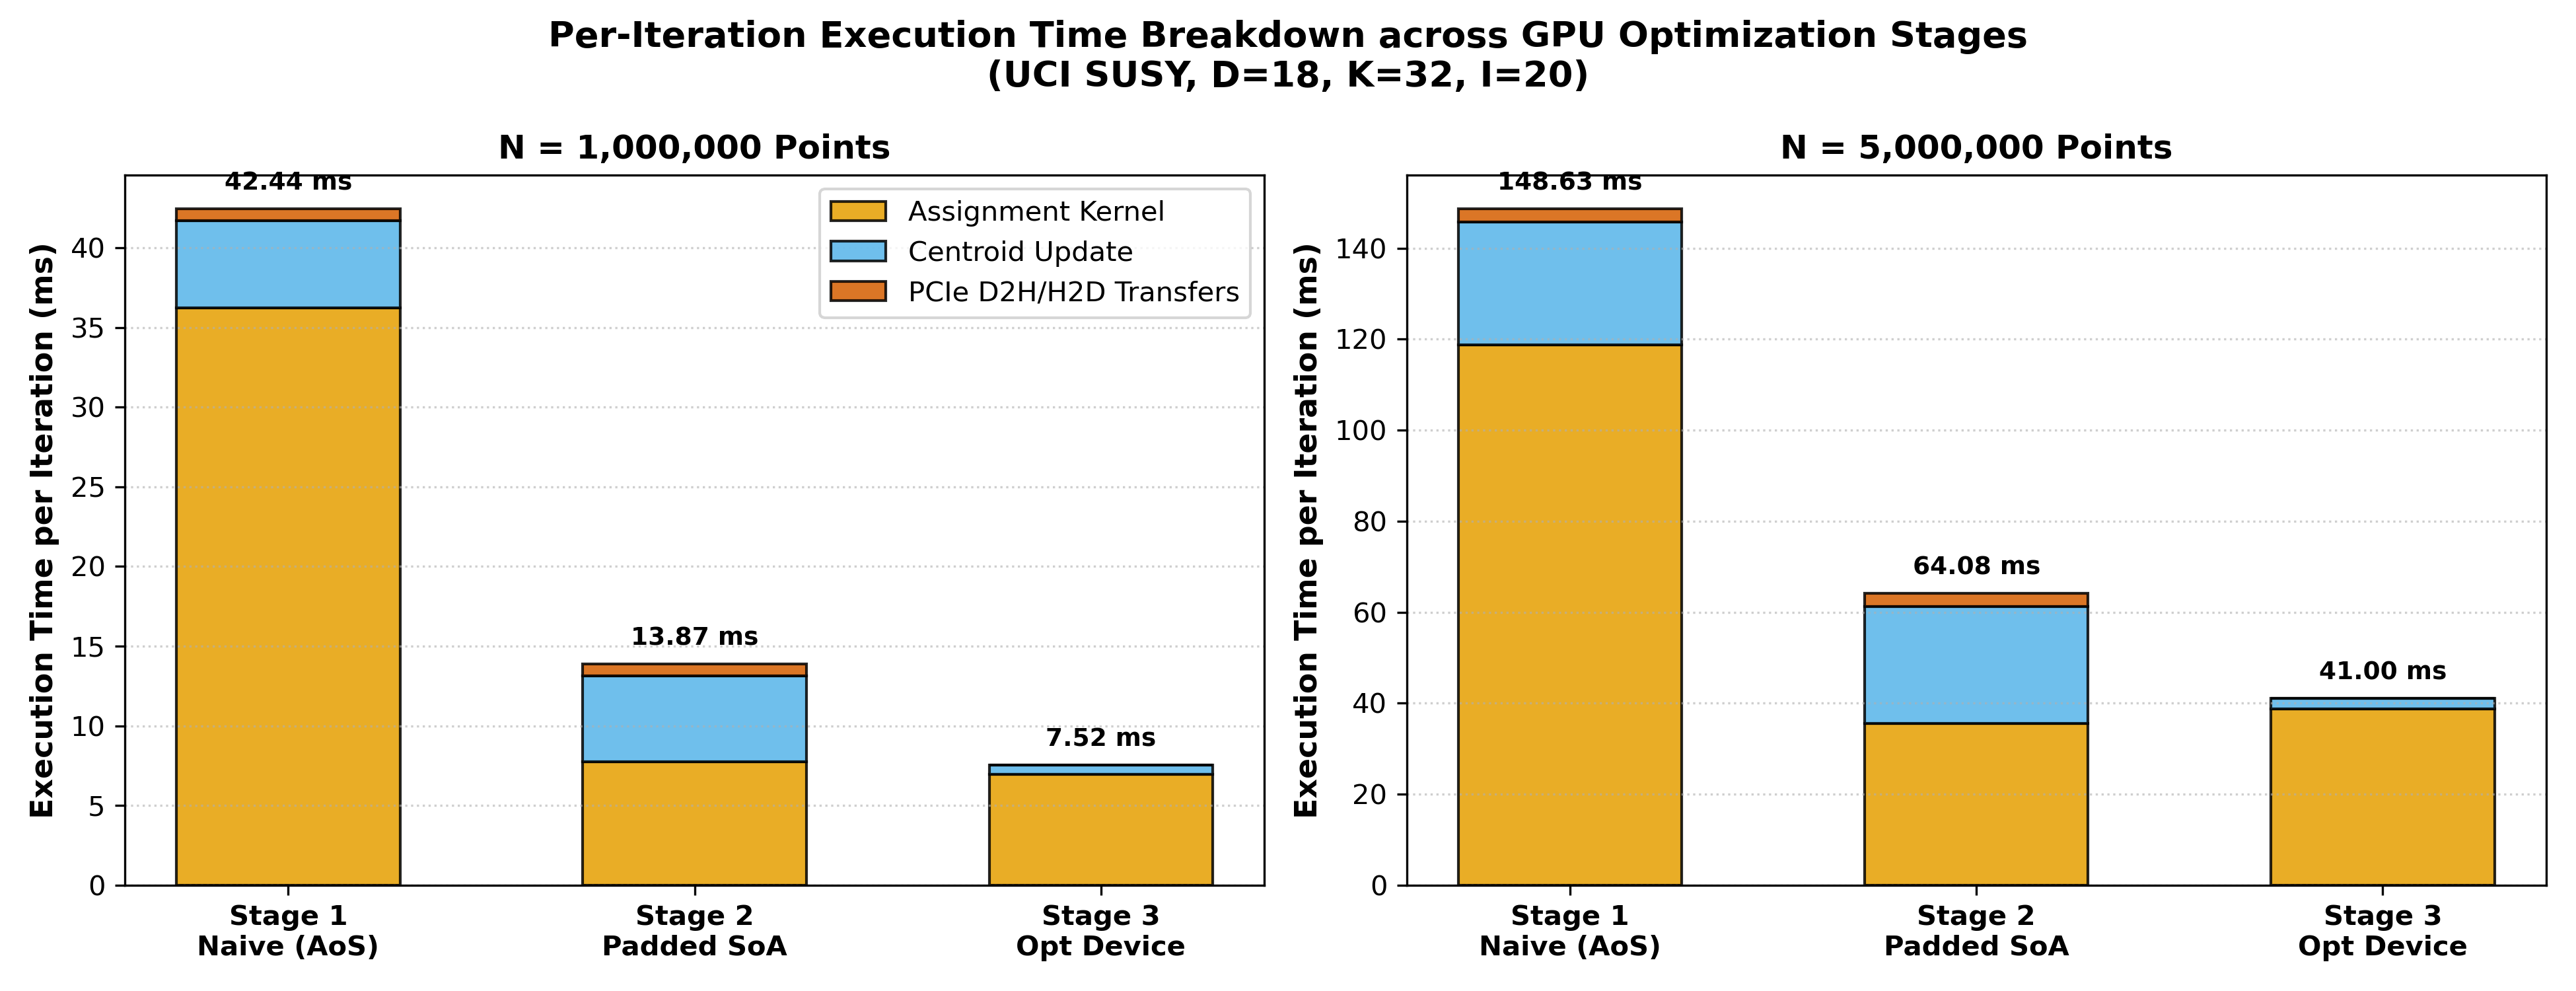 Per-Iteration Execution Time Breakdown across GPU Optimization Stages
(UCI SUSY, D=18, K=32, I=20)
N = 1,000,000 Points
Execution Time per Iteration (ms)
40
35
30
25
20
15
10
5
0
42.44 ms
13.87 ms
7.52 ms
Assignment Kernel
Centroid Update
PCIe D2H/H2D Transfers
Stage 1
Naive (AoS)
Stage 2
Padded SoA
Stage 3
Opt Device
N = 5,000,000 Points
Execution Time per Iteration (ms)
140
120
100
80
60
40
20
0
148.63 ms
64.08 ms
41.00 ms
Stage 1
Naive (AoS)
Stage 2
Padded SoA
Stage 3
Opt Device